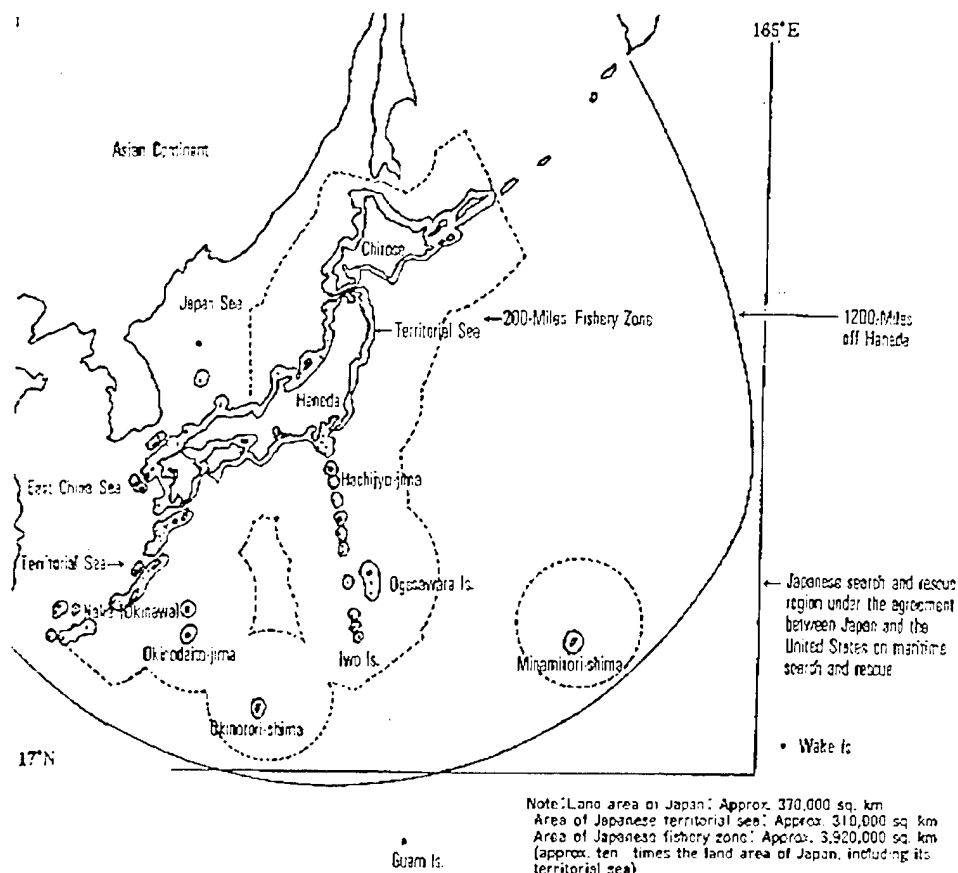 165°E
Asian Continent
Chitose
Japan Sea
200-Miles Fishery Zone
Territorial Sea
1200-Miles
off Haneda
Haneda
East China Sea
Hachijyo-jima
Territorial Sea
Ogasawara Is.
Japanese search and rescue
region under the agreement
between Japan and the
United States on maritime
search and rescue
Naha (Okinawa)
Okinodaito-jima
Iwo Is.
Minamitori-shima
Okinotori-shima
17°N
Wake Is.
Note: Land area of Japan: Approx. 370,000 sq. km
Area of Japanese territorial sea: Approx. 310,000 sq. km
Area of Japanese fishery zone: Approx. 3,920,000 sq. km
(approx. ten times the land area of Japan, including its
territorial sea)
Guam Is.